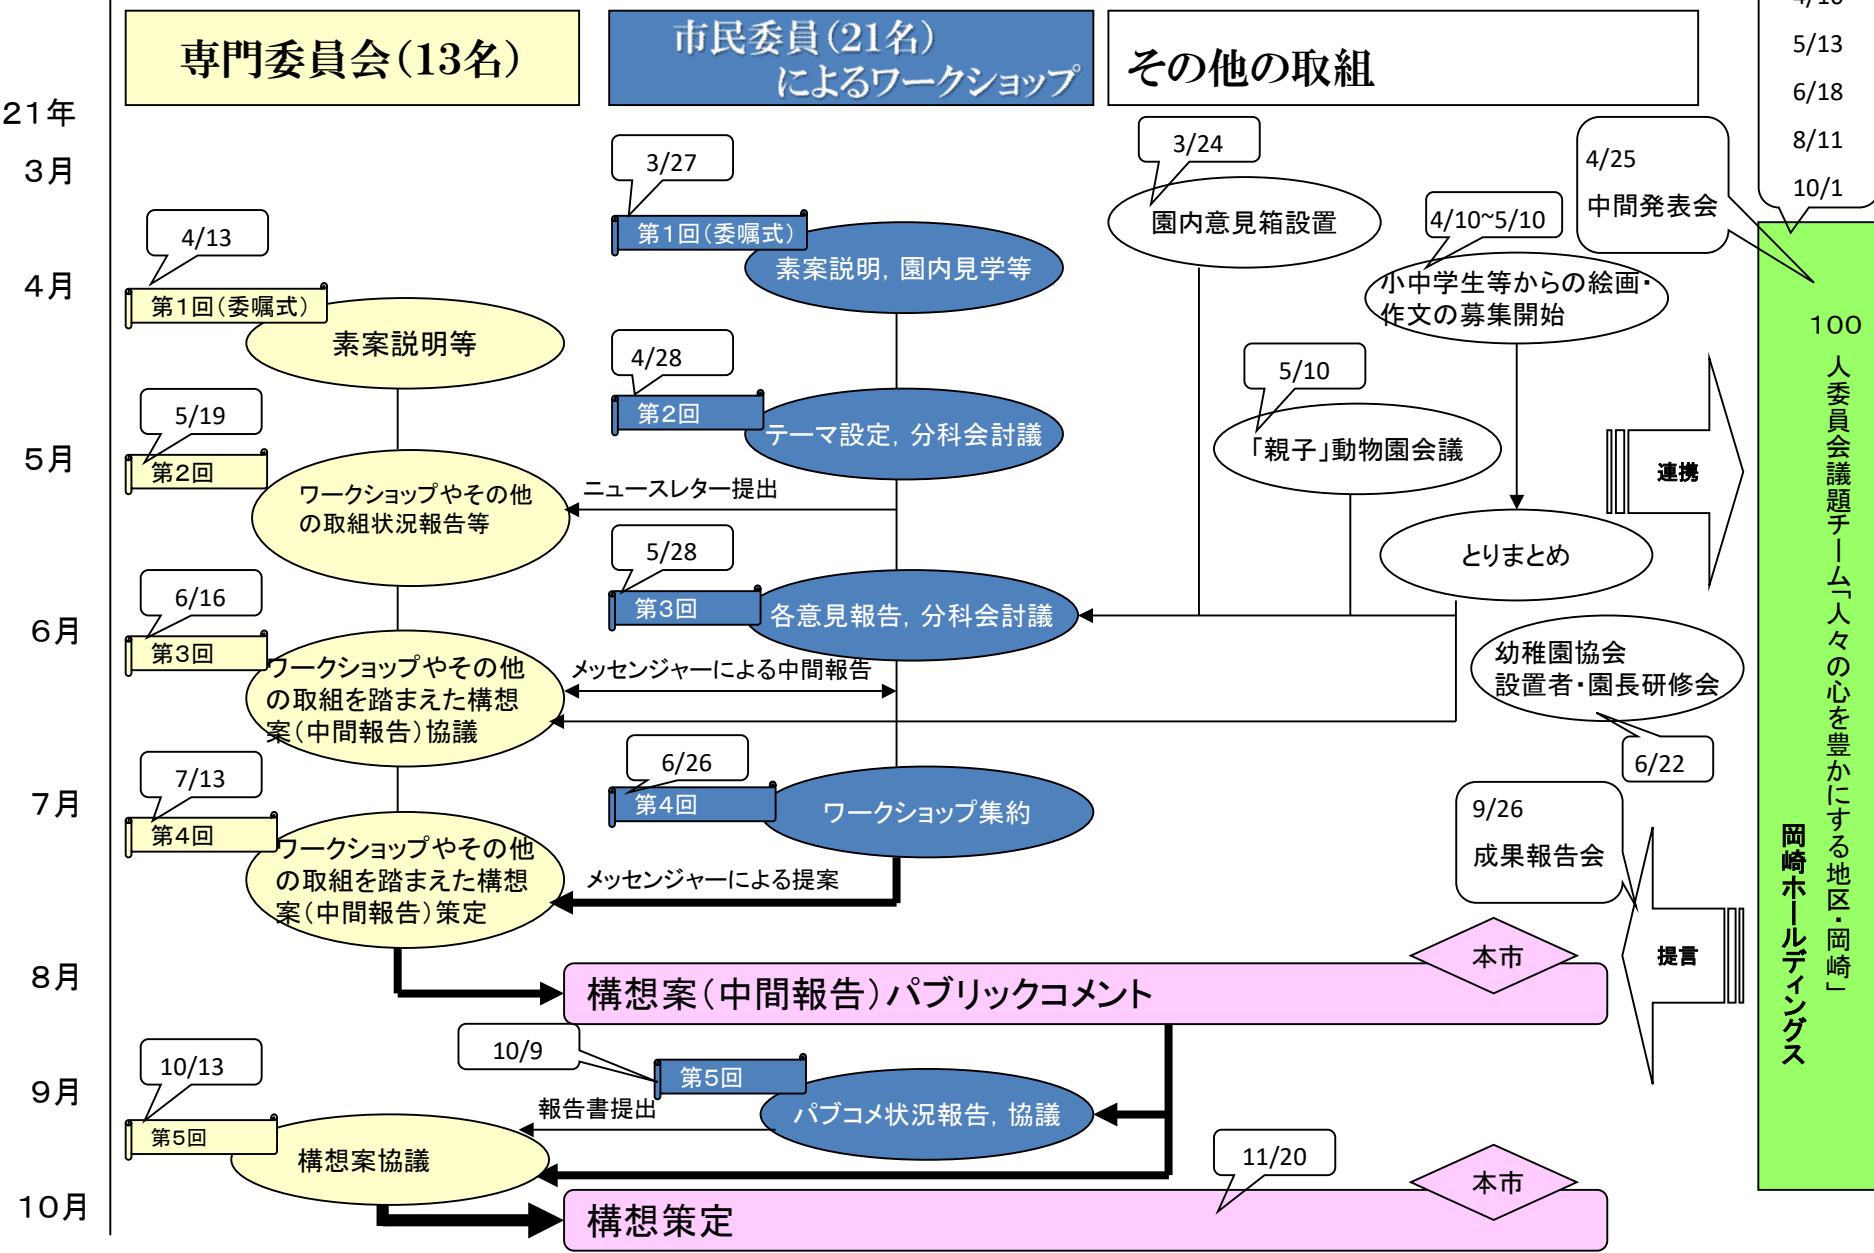 専門委員会(13名)
市民委員(21名)
によるワークショップ
その他の取組
5/13
6/18
8/11
10/1
21年
3月
4月
5月
6月
7月
8月
9月
10月
4/13
第1回(委嘱式)
素案説明等
5/19
第2回
ワークショップやその他
の取組状況報告等
6/16
第3回
ワークショップやその他
の取組を踏まえた構想
案(中間報告)協議
7/13
第4回
ワークショップやその他
の取組を踏まえた構想
案(中間報告)策定
10/13
第5回
構想案協議
3/27
第1回(委嘱式)
素案説明, 園内見学等
4/28
第2回
テーマ設定, 分科会討議
ニュースレター提出
5/28
第3回
各意見報告, 分科会討議
メッセンジャーによる中間報告
6/26
第4回
ワークショップ集約
メッセンジャーによる提案
10/9
第5回
パブコメ状況報告, 協議
報告書提出
3/24
園内意見箱設置
4/10~5/10
小中学生等からの絵画・
作文の募集開始
5/10
「親子」動物園会議
とりまとめ
幼稚園協会
設置者・園長研修会
6/22
4/25
中間発表会
連携
9/26
成果報告会
提言
構想案(中間報告)パブリックコメント
本市
11/20
構想策定
本市
100
人委員会議題チーム「人々の心を豊かにする地区・岡崎」
岡崎ホールディングス